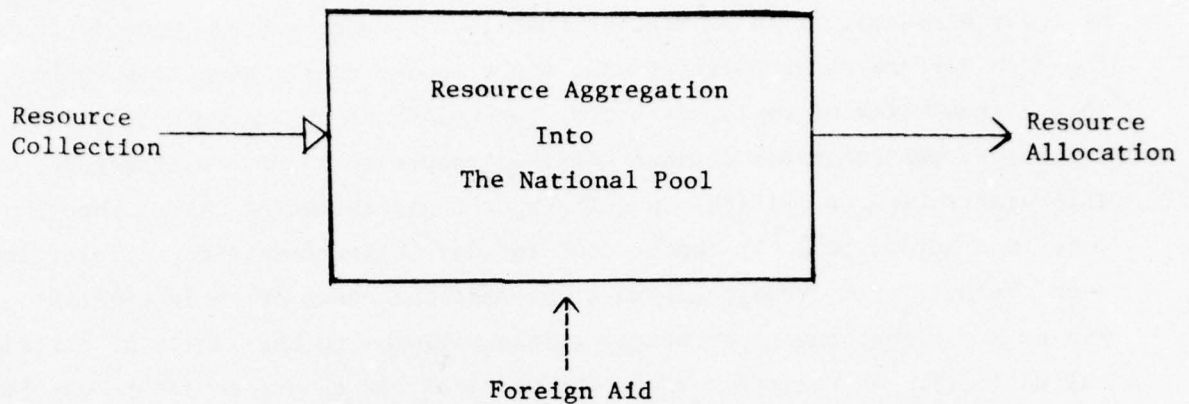 Resource Aggregation
Into
The National Pool
Resource
Collection
Resource
Allocation
Foreign Aid